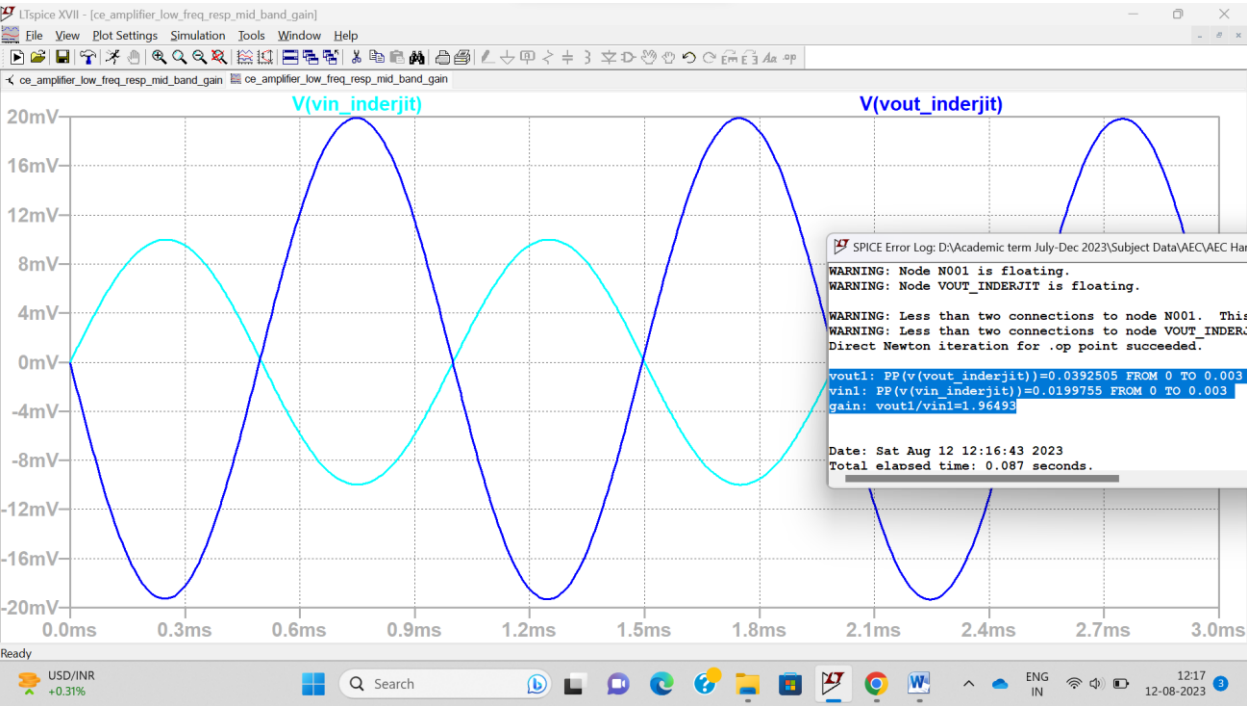 LTspice XVII - [ce_amplifier_low_freq_resp_mid_band_gain]
File View Plot Settings Simulation Tools Window Help
ce_amplifier_low_freq_resp_mid_band_gain ce_amplifier_low_freq_resp_mid_band_gain
V(vin_inderjit) V(vout_inderjit)
20mV
16mV
12mV
8mV
4mV
0mV
-4mV
-8mV
-12mV
-16mV
-20mV
0.0ms 0.3ms 0.6ms 0.9ms 1.2ms 1.5ms 1.8ms 2.1ms 2.4ms 2.7ms 3.0ms
SPICE Error Log: D:\Academic term July-Dec 2023\Subject Data\AEC\AEC Har
WARNING: Node N001 is floating.
WARNING: Node VOUT_INDERJIT is floating.
WARNING: Less than two connections to node N001. This
WARNING: Less than two connections to node VOUT_INDERJ
Direct Newton iteration for .op point succeeded.
vout1: PP(v(vout_inderjit))=0.0392505 FROM 0 TO 0.003
vin1: PP(v(vin_inderjit))=0.0199755 FROM 0 TO 0.003
gain: vout1/vin1=1.96493
Date: Sat Aug 12 12:16:43 2023
Total elapsed time: 0.087 seconds.
Ready
USD/INR
+0.31%
Search
ENG
IN
12:17
12-08-2023
3